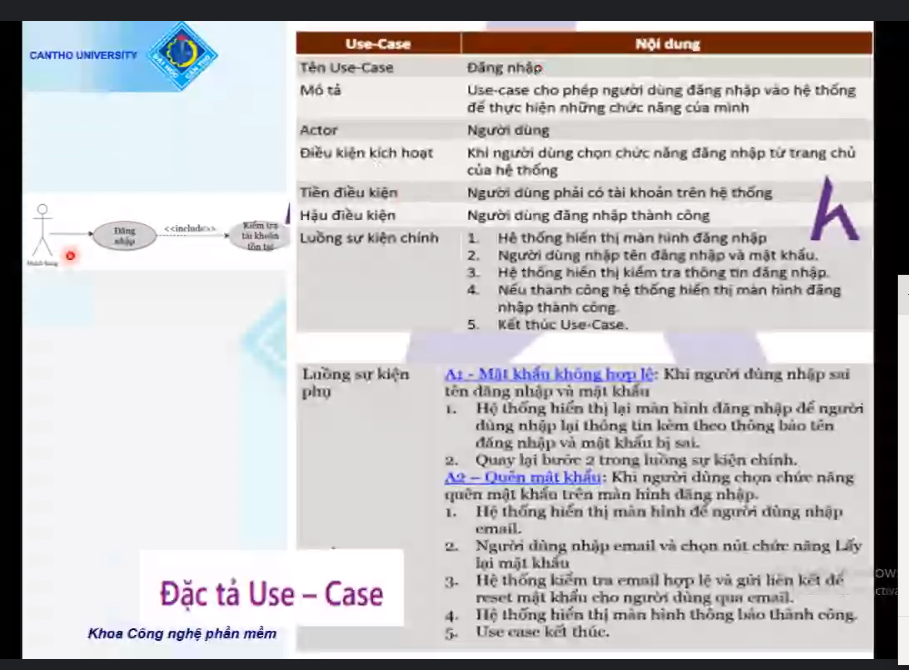 CANTHO UNIVERSITY
Use-Case Nội dung
Tên Use-Case Đăng nhập
Mô tả Use-case cho phép người dùng đăng nhập vào hệ thống
để thực hiện những chức năng của mình
Actor Người dùng
Điều kiện kích hoạt Khi người dùng chọn chức năng đăng nhập từ trang chủ
của hệ thống
Tiền điều kiện Người dùng phải có tài khoản trên hệ thống
Hậu điều kiện Người dùng đăng nhập thành công
Luồng sự kiện chính 1. Hệ thống hiển thị màn hình đăng nhập
2. Người dùng nhập tên đăng nhập và mật khẩu.
3. Hệ thống hiển thị kiểm tra thông tin đăng nhập.
4. Nếu thành công hệ thống hiển thị màn hình đăng
nhập thành công.
5. Kết thúc Use-Case.
Đăng
nhập
<<include>>
Kiểm tra
tài khoản
tồn tại
Luồng sự kiện
phụ
A1 - Mật khẩu không hợp lệ: Khi người dùng nhập sai
tên đăng nhập và mật khẩu
1. Hệ thống hiển thị lại màn hình đăng nhập để người
dùng nhập lại thông tin kèm theo thông báo tên
đăng nhập và mật khẩu bị sai.
2. Quay lại bước 2 trong luồng sự kiện chính.
A2 – Quên mật khẩu: Khi người dùng chọn chức năng
quên mật khẩu trên màn hình đăng nhập.
1. Hệ thống hiển thị màn hình để người dùng nhập
email.
2. Người dùng nhập email và chọn nút chức năng Lấy
lại mật khẩu
3. Hệ thống kiểm tra email hợp lệ và gửi liên kết để
reset mật khẩu cho người dùng qua email.
4. Hệ thống hiển thị màn hình thông báo thành công.
5. Use case kết thúc.
Đặc tả Use – Case
Khoa Công nghệ phần mềm